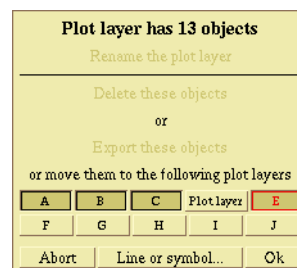 Plot layer has 13 objects
Rename the plot layer
Delete these objects
or
Export these objects
or move them to the following plot layers
A B C Plot layer E
F G H I J
Abort Line or symbol... Ok